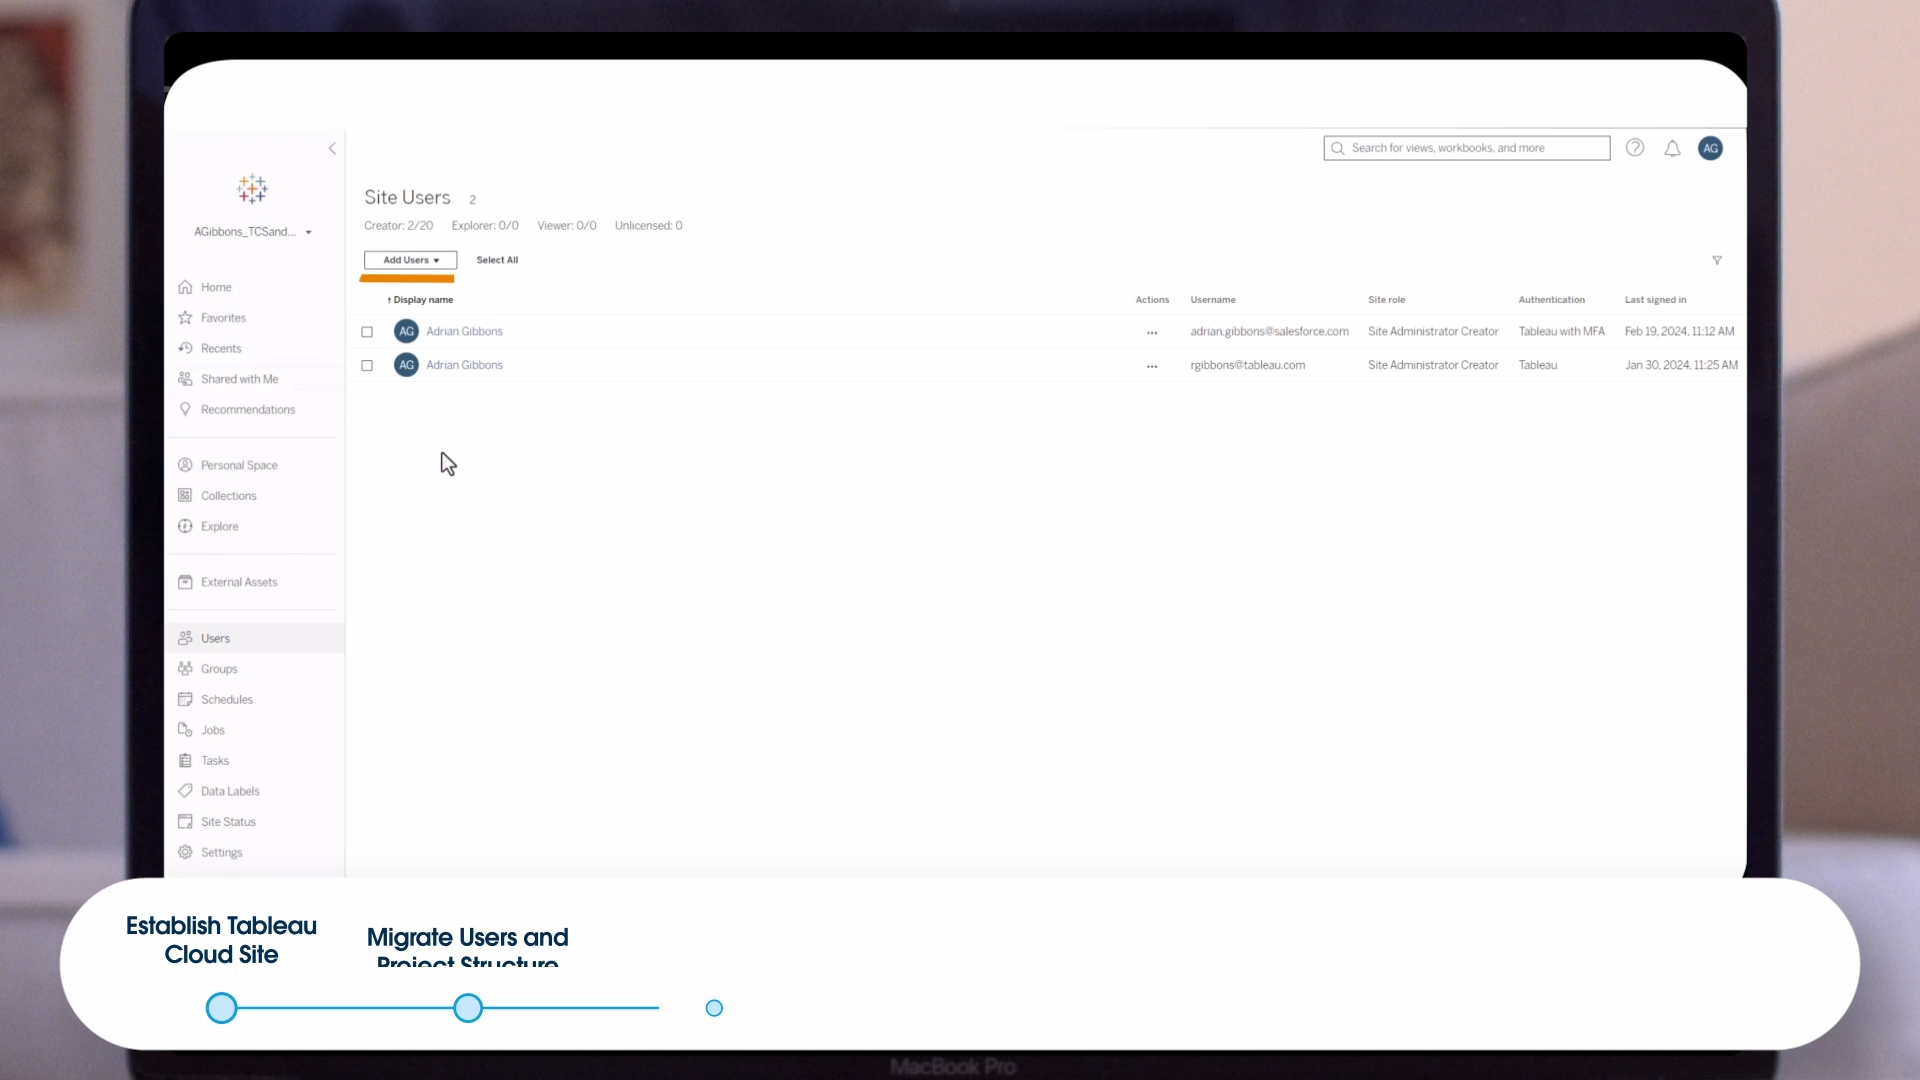 Search for views, workbooks, and more
AG
AGibbons_TCSand...
Site Users 2
Creator: 2/20 Explorer: 0/0 Viewer: 0/0 Unlicensed: 0
Add Users Select All
Home
Favorites
Recents
Shared with Me
Recommendations
Personal Space
Collections
Explore
External Assets
Users
Groups
Schedules
Jobs
Tasks
Data Labels
Site Status
Settings
↑ Display name Actions Username Site role Authentication Last signed in
AG Adrian Gibbons ... adrian.gibbons@salesforce.com Site Administrator Creator Tableau with MFA Feb 19, 2024, 11:12 AM
AG Adrian Gibbons ... rgibbons@tableau.com Site Administrator Creator Tableau Jan 30, 2024, 11:25 AM
Establish Tableau
Cloud Site
Migrate Users and
Project Structure
MacBook Pro